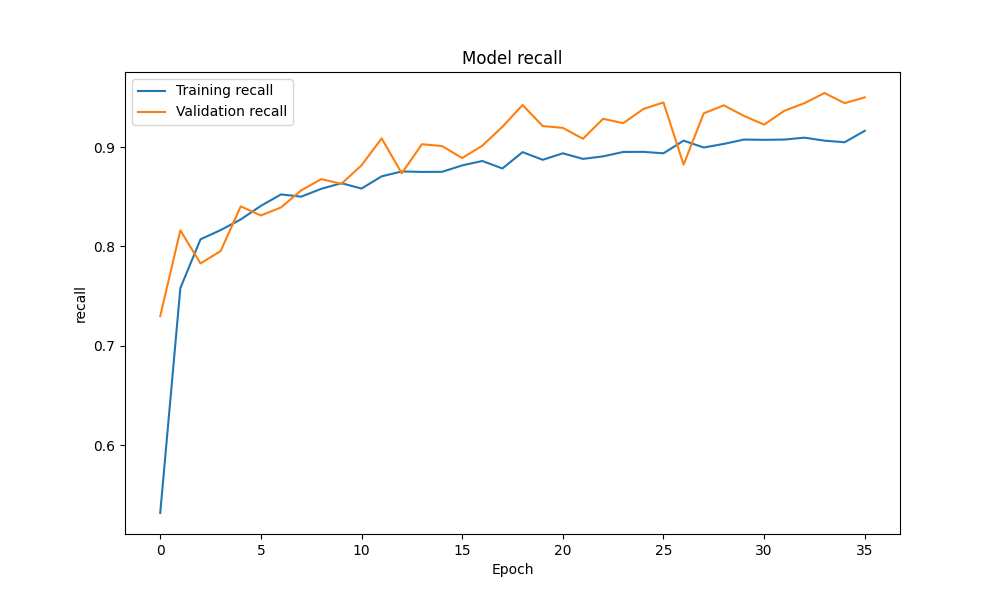 Model recall
Training recall
Validation recall
0.9
0.8
0.7
0.6
recall
0 5 10 15 20 25 30 35
Epoch